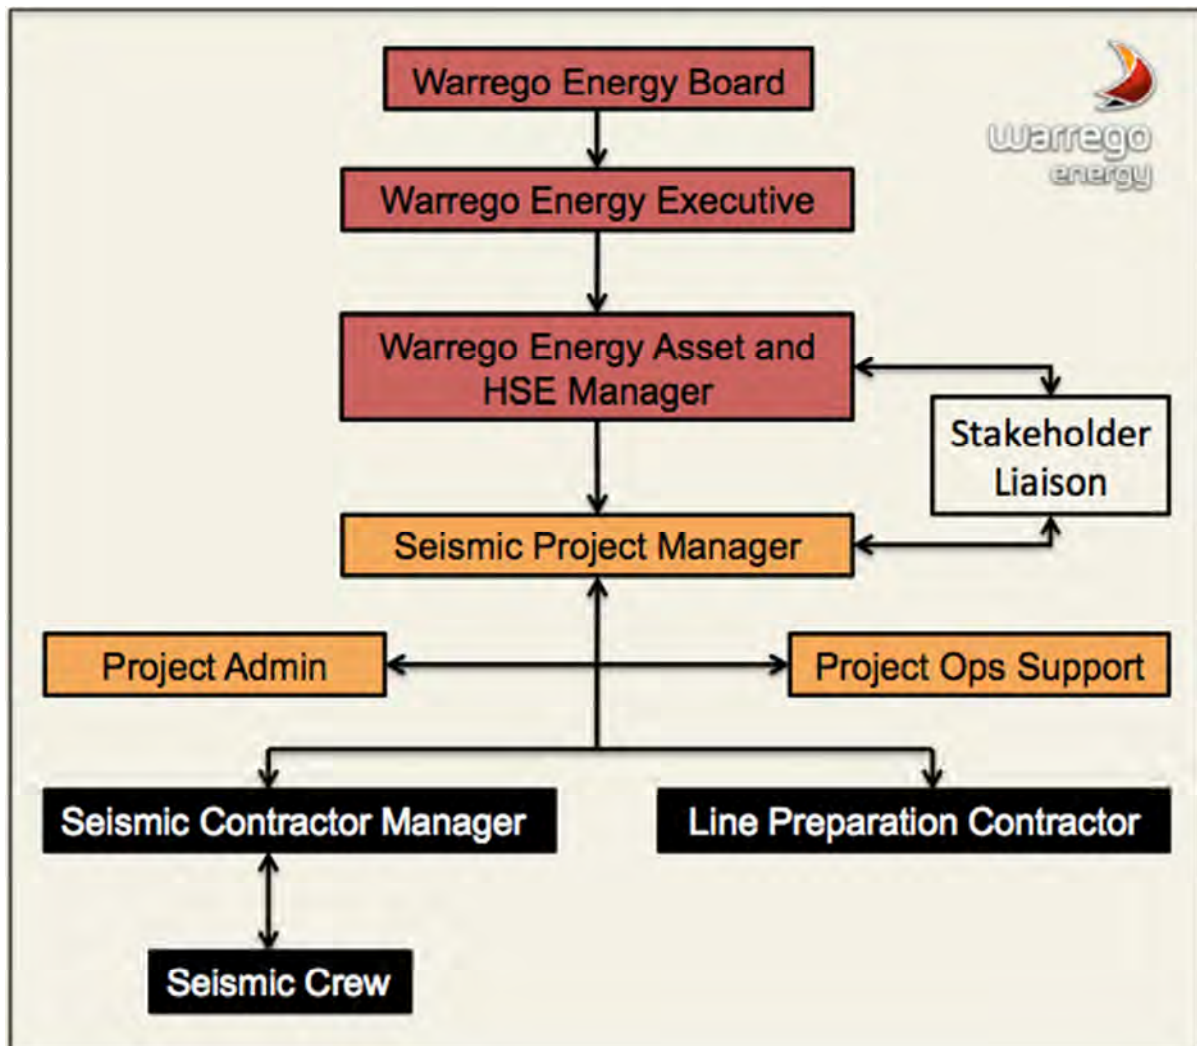 Warrego Energy Board
warrego
energy
Warrego Energy Executive
Warrego Energy Asset and
HSE Manager
Stakeholder
Liaison
Seismic Project Manager
Project Admin
Project Ops Support
Seismic Contractor Manager
Line Preparation Contractor
Seismic Crew